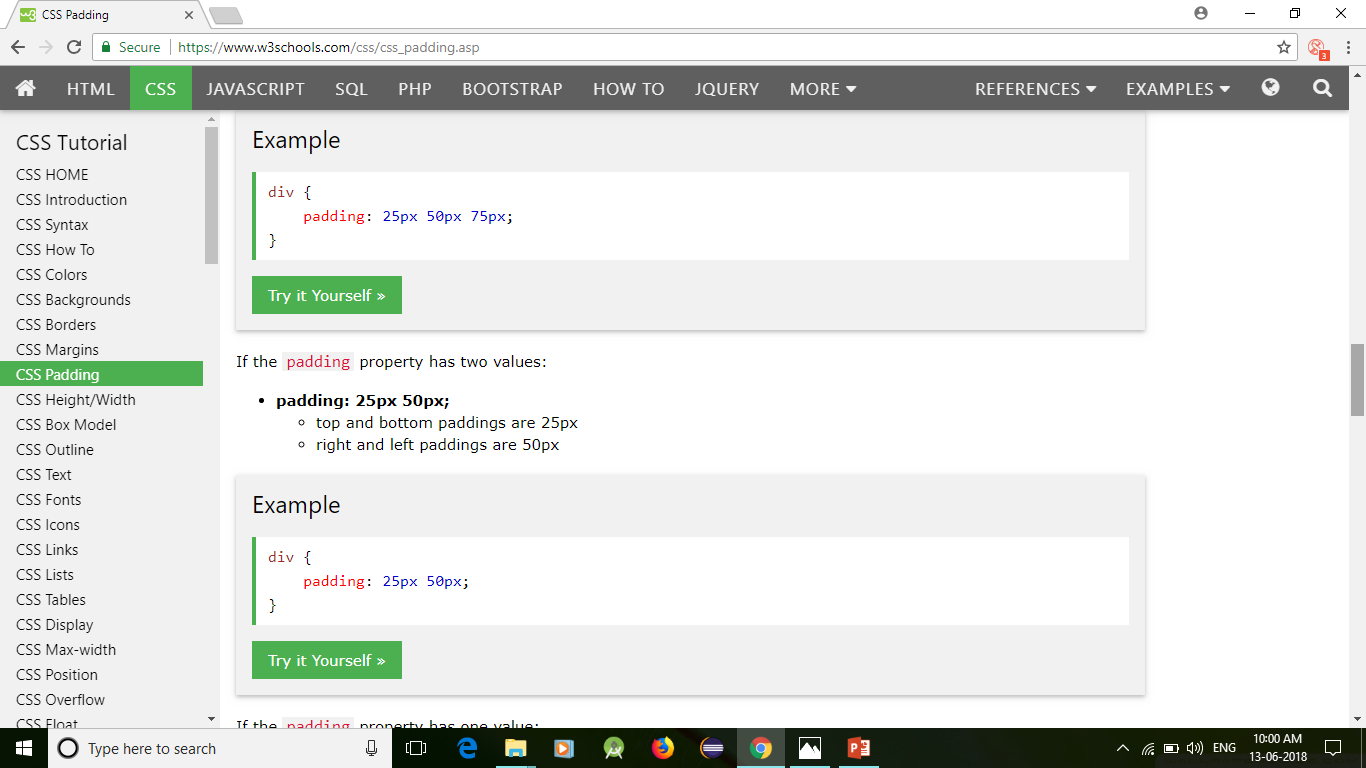 CSS Padding
Secure https://www.w3schools.com/css/css_padding.asp
3
HTML CSS JAVASCRIPT SQL PHP BOOTSTRAP HOW TO JQUERY MORE REFERENCES EXAMPLES
CSS Tutorial
CSS HOME
CSS Introduction
CSS Syntax
CSS How To
CSS Colors
CSS Backgrounds
CSS Borders
CSS Margins
CSS Padding
CSS Height/Width
CSS Box Model
CSS Outline
CSS Text
CSS Fonts
CSS Icons
CSS Links
CSS Lists
CSS Tables
CSS Display
CSS Max-width
CSS Position
CSS Overflow
CSS Float
Example
div {
    padding: 25px 50px 75px;
}
Try it Yourself »
If the padding property has two values:
• padding: 25px 50px;
◦ top and bottom paddings are 25px
◦ right and left paddings are 50px
Example
div {
    padding: 25px 50px;
}
Try it Yourself »
If the padding property has one value:
Type here to search
ENG
10:00 AM
13-06-2018